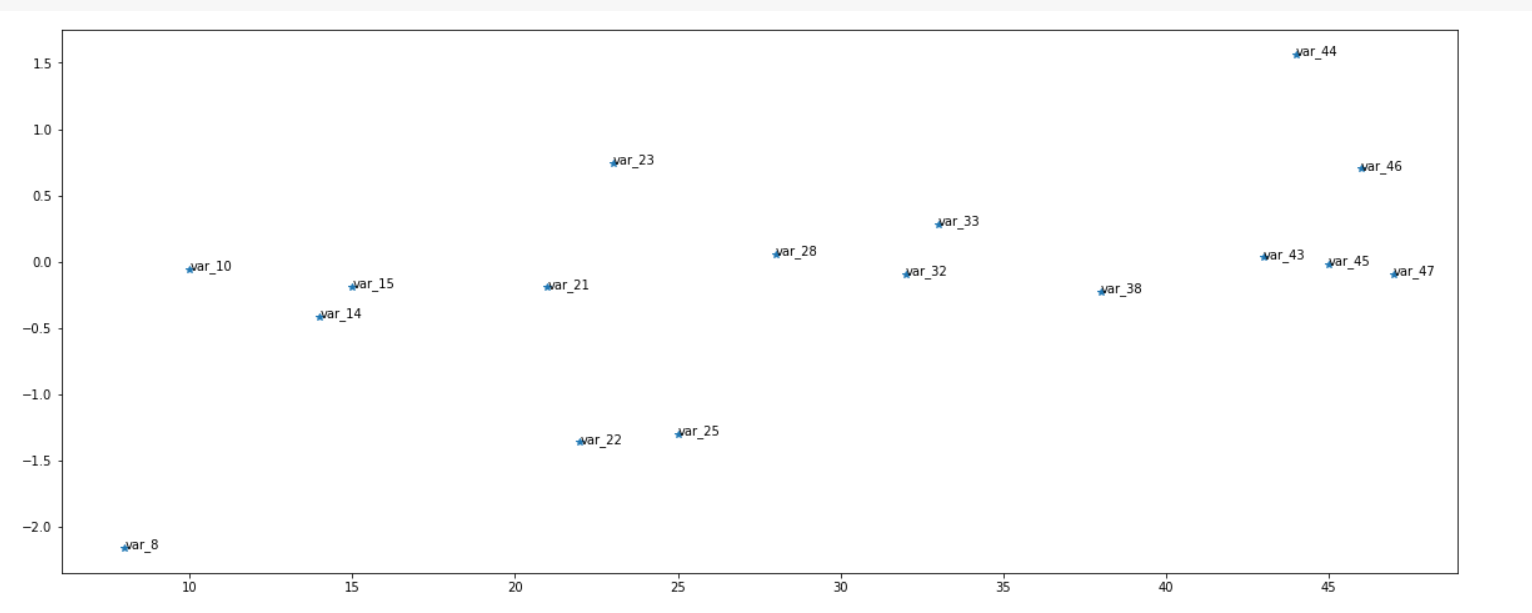 1.5
1.0
0.5
0.0
−0.5
−1.0
−1.5
−2.0
var_44
var_23
var_46
var_33
var_28
var_43
var_45
var_10
var_32
var_47
var_15
var_21
var_38
var_14
var_25
var_22
var_8
10 15 20 25 30 35 40 45